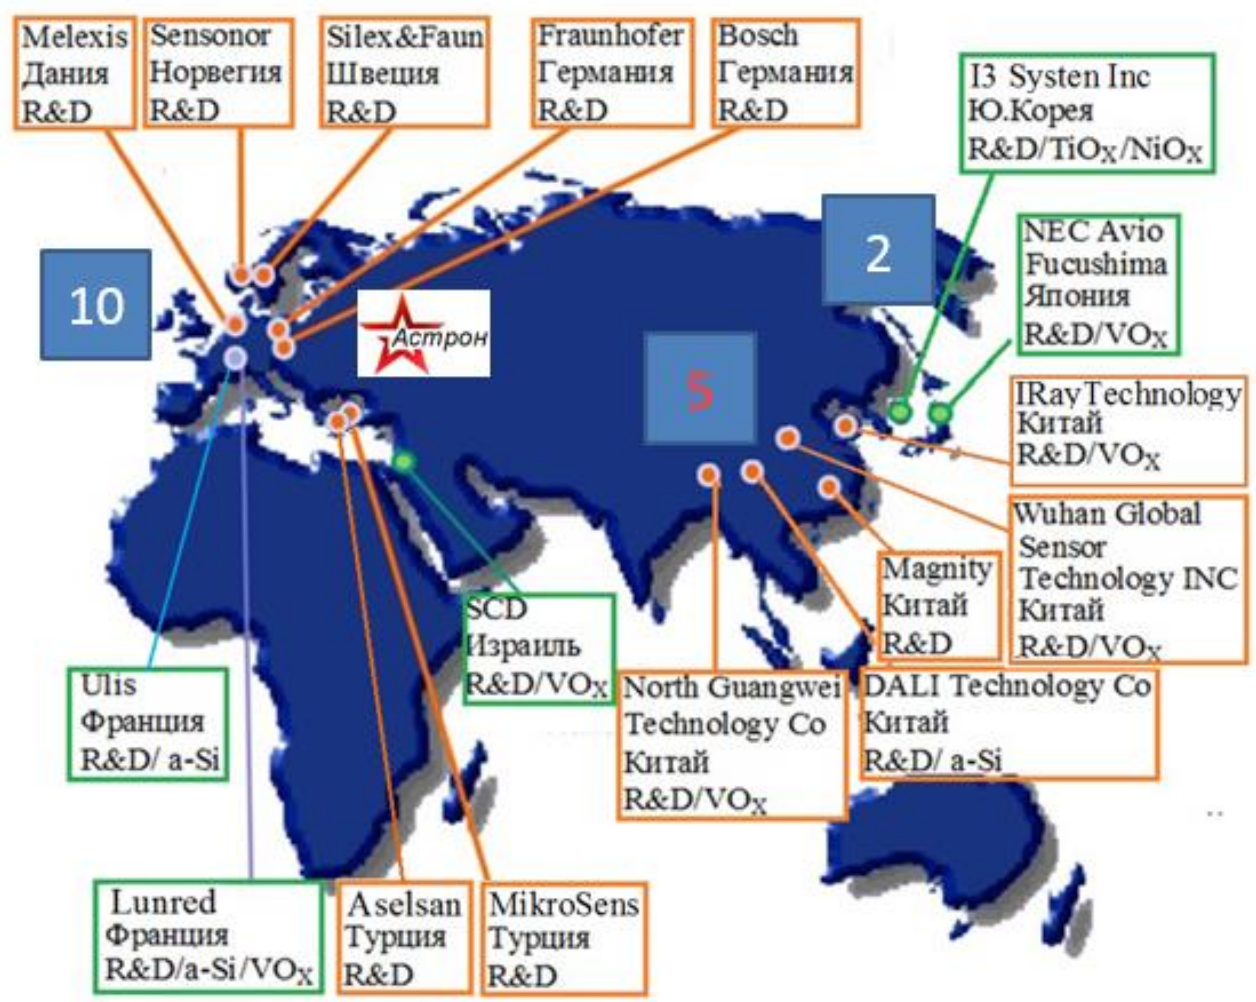 Melexis
Дания
R&D
Sensonor
Норвегия
R&D
Silex&Faun
Швеция
R&D
Fraunhofer
Германия
R&D
Bosch
Германия
R&D
I3 Systen Inc
Ю.Корея
R&D/TiOx/NiOx
NEC Avio
Fucushima
Япония
R&D/VOx
10
Астрон
2
5
IRayTechnology
Китай
R&D/VOx
Wuhan Global
Sensor
Technology INC
Китай
R&D/VOx
Magnity
Китай
R&D
SCD
Израиль
R&D/VOx
Ulis
Франция
R&D/ a-Si
North Guangwei
Technology Co
Китай
R&D/VOx
DALI Technology Co
Китай
R&D/ a-Si
Lunred
Франция
R&D/a-Si/VOx
Aselsan
Турция
R&D
MikroSens
Турция
R&D